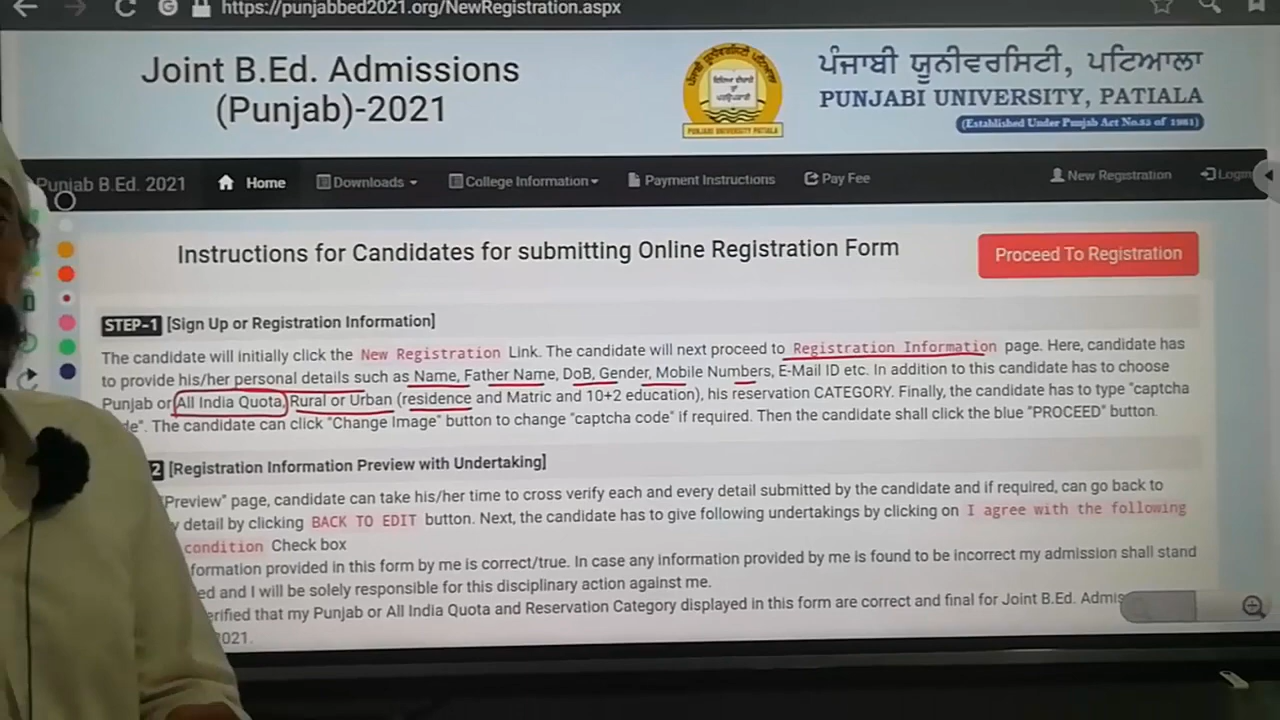 https://punjabbed2021.org/NewRegistration.aspx
Joint B.Ed. Admissions
(Punjab)-2021
ਪੰਜਾਬੀ ਯੂਨੀਵਰਸਿਟੀ, ਪਟਿਆਲਾ
PUNJABI UNIVERSITY, PATIALA
(Established Under Punjab Act No.35 of 1961)
PUNJABI UNIVERSITY PATIALA
Punjab B.Ed. 2021 Home Downloads College Information Payment Instructions Pay Fee New Registration Login
Instructions for Candidates for submitting Online Registration Form
Proceed To Registration
STEP-1 [Sign Up or Registration Information]
The candidate will initially click the New Registration Link. The candidate will next proceed to Registration Information page. Here, candidate has
to provide his/her personal details such as Name, Father Name, DoB, Gender, Mobile Numbers, E-Mail ID etc. In addition to this candidate has to choose
Punjab or All India Quota, Rural or Urban (residence and Matric and 10+2 education), his reservation CATEGORY. Finally, the candidate has to type "captcha
de". The candidate can click "Change Image" button to change "captcha code" if required. Then the candidate shall click the blue "PROCEED" button.
2 [Registration Information Preview with Undertaking]
"Preview" page, candidate can take his/her time to cross verify each and every detail submitted by the candidate and if required, can go back to
y detail by clicking BACK TO EDIT button. Next, the candidate has to give following undertakings by clicking on I agree with the following
condition Check box
formation provided in this form by me is correct/true. In case any information provided by me is found to be incorrect my admission shall stand
ed and I will be solely responsible for this disciplinary action against me.
erified that my Punjab or All India Quota and Reservation Category displayed in this form are correct and final for Joint B.Ed. Admis
2021.